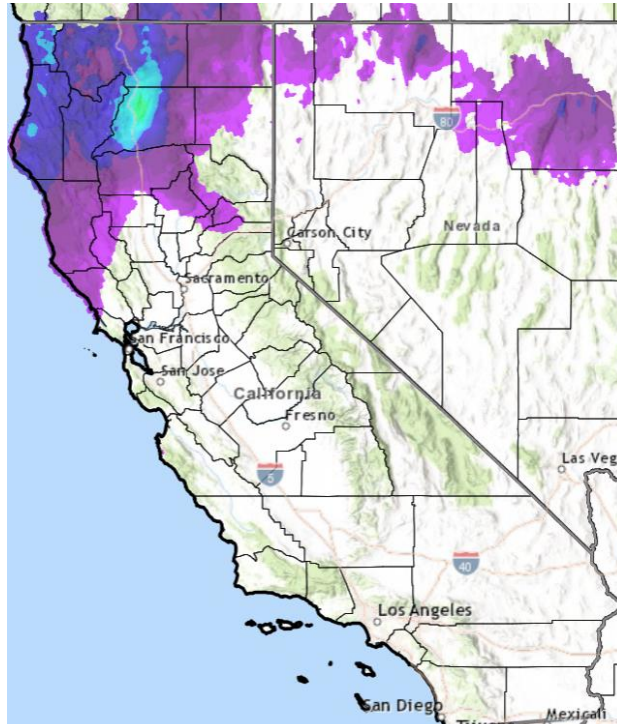 80
Nevada
Carson City
Sacramento
San Francisco
San Jose
California
Fresno
Las Veg
5
40
Los Angeles
San Diego
Mexicali